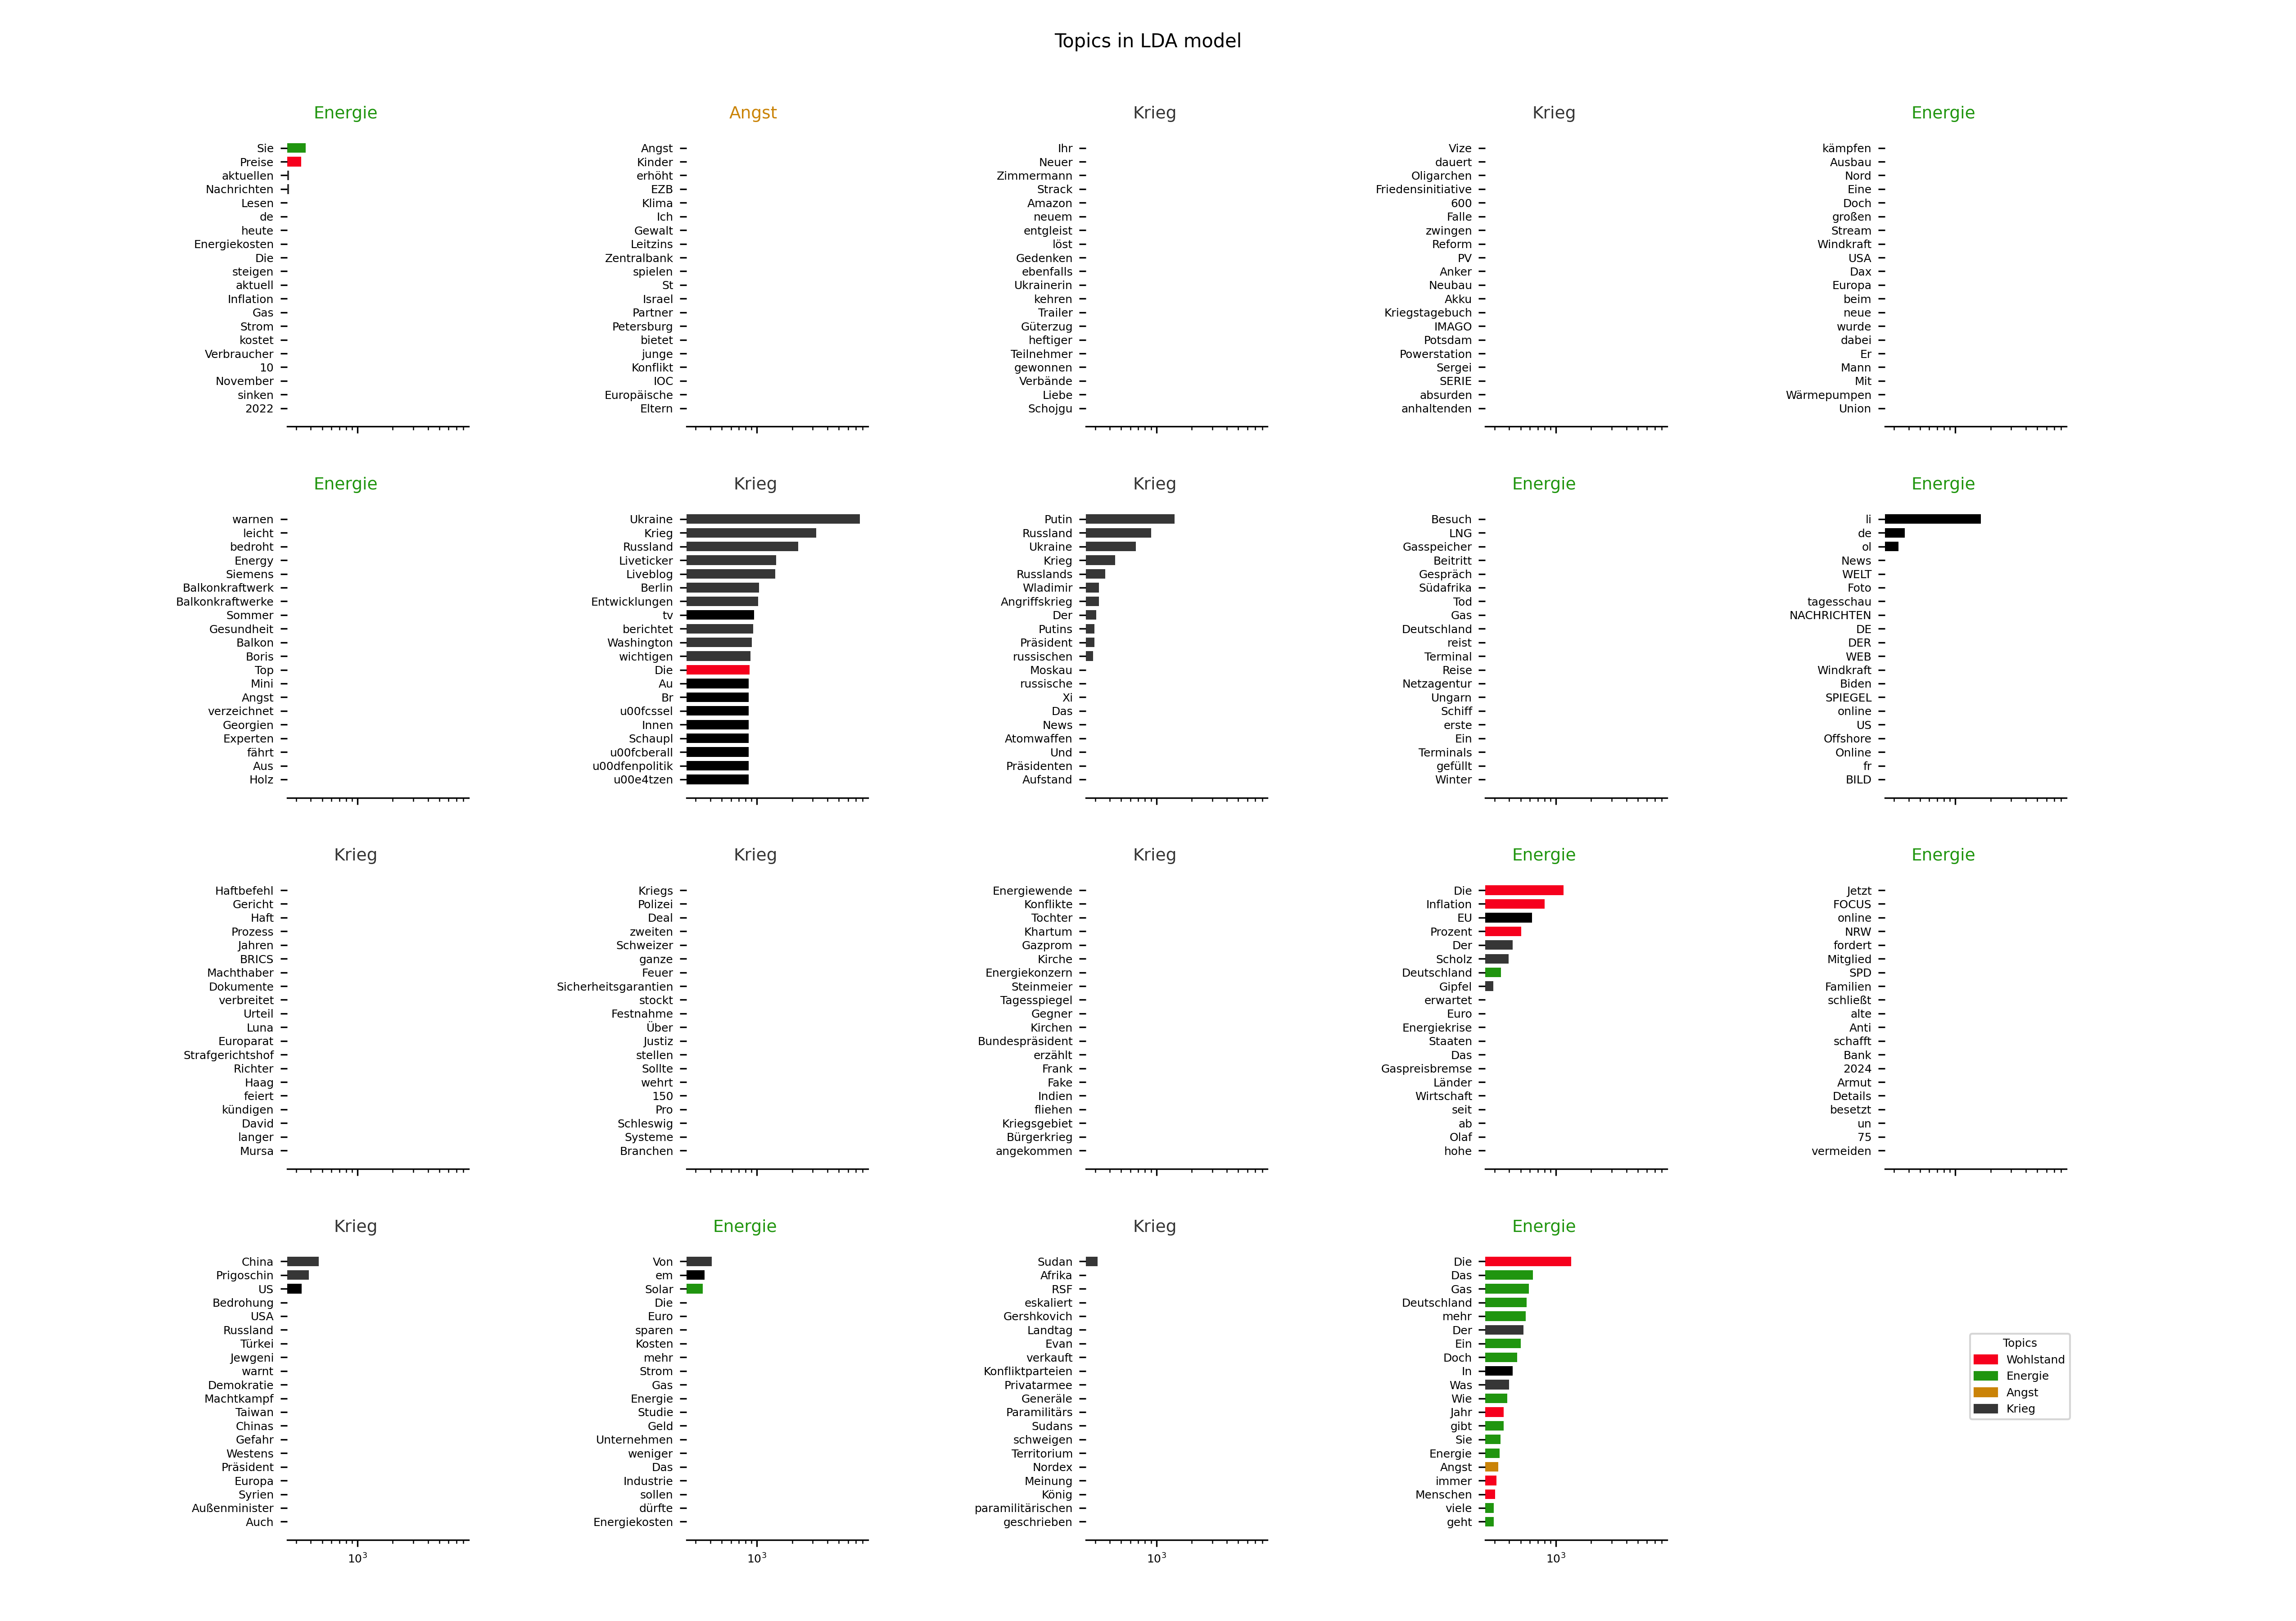 Topics in LDA model
Energie
Sie
Preise
aktuellen
Nachrichten
Lesen
de
heute
Energiekosten
Die
steigen
aktuell
Inflation
Gas
Strom
kostet
Verbraucher
10
November
sinken
2022
Angst
Angst
Kinder
erhöht
EZB
Klima
Ich
Gewalt
Leitzins
Zentralbank
spielen
St
Israel
Partner
Petersburg
bietet
junge
Konflikt
IOC
Europäische
Eltern
Krieg
Ihr
Neuer
Zimmermann
Strack
Amazon
neuem
entgleist
löst
Gedenken
ebenfalls
Ukrainerin
kehren
Trailer
Güterzug
heftiger
Teilnehmer
gewonnen
Verbände
Liebe
Schojgu
Krieg
Vize
dauert
Oligarchen
Friedensinitiative
600
Falle
zwingen
Reform
PV
Anker
Neubau
Akku
Kriegstagebuch
IMAGO
Potsdam
Powerstation
Sergei
SERIE
absurden
anhaltenden
Energie
kämpfen
Ausbau
Nord
Eine
Doch
großen
Stream
Windkraft
USA
Dax
Europa
beim
neue
wurde
dabei
Er
Mann
Mit
Wärmepumpen
Union
Energie
warnen
leicht
bedroht
Energy
Siemens
Balkonkraftwerk
Balkonkraftwerke
Sommer
Gesundheit
Balkon
Boris
Top
Mini
Angst
verzeichnet
Georgien
Experten
fährt
Aus
Holz
Krieg
Ukraine
Krieg
Russland
Liveticker
Liveblog
Berlin
Entwicklungen
tv
berichtet
Washington
wichtigen
Die
Au
Br
u00fcssel
Innen
Schaupl
u00fcberall
u00dfenpolitik
u00e4tzen
Krieg
Putin
Russland
Ukraine
Krieg
Russlands
Wladimir
Angriffskrieg
Der
Putins
Präsident
russischen
Moskau
russische
Xi
Das
News
Atomwaffen
Und
Präsidenten
Aufstand
Energie
Besuch
LNG
Gasspeicher
Beitritt
Gespräch
Südafrika
Tod
Gas
Deutschland
reist
Terminal
Reise
Netzagentur
Ungarn
Schiff
erste
Ein
Terminals
gefüllt
Winter
Energie
li
de
ol
News
WELT
Foto
tagesschau
NACHRICHTEN
DE
DER
WEB
Windkraft
Biden
SPIEGEL
online
US
Offshore
Online
fr
BILD
Krieg
Haftbefehl
Gericht
Haft
Prozess
Jahren
BRICS
Machthaber
Dokumente
verbreitet
Urteil
Luna
Europarat
Strafgerichtshof
Richter
Haag
feiert
kündigen
David
langer
Mursa
Krieg
Kriegs
Polizei
Deal
zweiten
Schweizer
ganze
Feuer
Sicherheitsgarantien
stockt
Festnahme
Über
Justiz
stellen
Sollte
wehrt
150
Pro
Schleswig
Systeme
Branchen
Krieg
Energiewende
Konflikte
Tochter
Khartum
Gazprom
Kirche
Energiekonzern
Steinmeier
Tagesspiegel
Gegner
Kirchen
Bundespräsident
erzählt
Frank
Fake
Indien
fliehen
Kriegsgebiet
Bürgerkrieg
angekommen
Energie
Die
Inflation
EU
Prozent
Der
Scholz
Deutschland
Gipfel
erwartet
Euro
Energiekrise
Staaten
Das
Gaspreisbremse
Länder
Wirtschaft
seit
ab
Olaf
hohe
Energie
Jetzt
FOCUS
online
NRW
fordert
Mitglied
SPD
Familien
schließt
alte
Anti
schafft
Bank
2024
Armut
Details
besetzt
un
75
vermeiden
Krieg
China
Prigoschin
US
Bedrohung
USA
Russland
Türkei
Jewgeni
warnt
Demokratie
Machtkampf
Taiwan
Chinas
Gefahr
Westens
Präsident
Europa
Syrien
Außenminister
Auch
10³
Energie
Von
em
Solar
Die
Euro
sparen
Kosten
mehr
Strom
Gas
Energie
Studie
Geld
Unternehmen
weniger
Das
Industrie
sollen
dürfte
Energiekosten
10³
Krieg
Sudan
Afrika
RSF
eskaliert
Gershkovich
Landtag
Evan
verkauft
Konfliktparteien
Privatarmee
Generäle
Paramilitärs
Sudans
schweigen
Territorium
Nordex
Meinung
König
paramilitärischen
geschrieben
10³
Energie
Die
Das
Gas
Deutschland
mehr
Der
Ein
Doch
In
Was
Wie
Jahr
gibt
Sie
Energie
Angst
immer
Menschen
viele
geht
10³
Topics
Wohlstand
Energie
Angst
Krieg